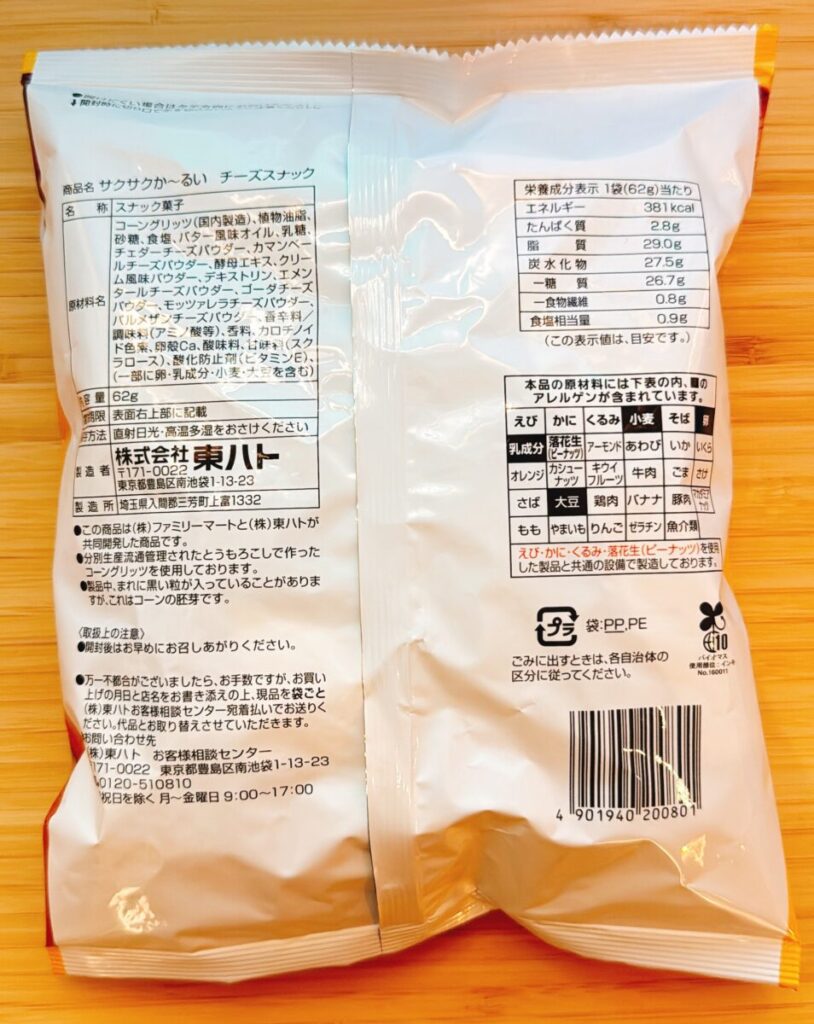 ⬇開封時に
商品名 サクサクか〜るい チーズスナック
名称 スナック菓子
原材料名 コーングリッツ(国内製造)、植物油脂、
砂糖、食塩、バター風味オイル、乳糖、
チェダーチーズパウダー、カマンベー
ルチーズパウダー、酵母エキス、クリー
ム風味パウダー、デキストリン、エメン
タールチーズパウダー、ゴーダチーズ
パウダー、モッツァレラチーズパウダー、
パルメザンチーズパウダー、香辛料／
調味料(アミノ酸等)、香料、カロチノイ
ド色素、卵殻Ca、酸味料、甘味料(スク
ラロース)、酸化防止剤(ビタミンE)、
(一部に卵・乳成分・小麦・大豆を含む)
容量 62g
期限 表面右上部に記載
方法 直射日光・高温多湿をおさけください
製造者 株式会社 東ハト
〒171-0022
東京都豊島区南池袋1-13-23
製造所 埼玉県入間郡三芳町上富1332
●この商品は(株)ファミリーマートと(株)東ハトが
共同開発した商品です。
●分別生産流通管理されたとうもろこしで作った
コーングリッツを使用しております。
●製品中、まれに黒い粒が入っていることがありま
すが、これはコーンの胚芽です。
〈取扱上の注意〉
●開封後はお早めにお召しあがりください。
●万一不都合がございましたら、お手数ですが、お買い
上げの月日と店名をお書き添えの上、現品を袋ごと
(株)東ハトお客様相談センター宛着払いでお送りく
ださい。代品とお取り替えさせていただきます。
お問い合わせ先
(株)東ハト お客様相談センター
171-0022 東京都豊島区南池袋1-13-23
0120-510810
祝日を除く 月〜金曜日 9:00〜17:00
栄養成分表示 1袋(62g)当たり
エネルギー 381kcal
たんぱく質 2.8g
脂質 29.0g
炭水化物 27.5g
－糖質 26.7g
－食物繊維 0.8g
食塩相当量 0.9g
(この表示値は、目安です。)
本品の原材料には下表の内、■の
アレルゲンが含まれています。
えび かに くるみ 小麦 そば 卵
乳成分 落花生(ピーナッツ) アーモンド あわび いか いくら
オレンジ カシューナッツ キウイフルーツ 牛肉 ごま さけ
さば 大豆 鶏肉 バナナ 豚肉 マカダミアナッツ
もも やまいも りんご ゼラチン 魚介類
えび・かに・くるみ・落花生(ピーナッツ)を使用
した製品と共通の設備で製造しております。
プラ 袋:PP,PE
ごみに出すときは、各自治体の
区分に従ってください。
10
バイオマス
使用部位:インキ
No.160011
4 901940 200801